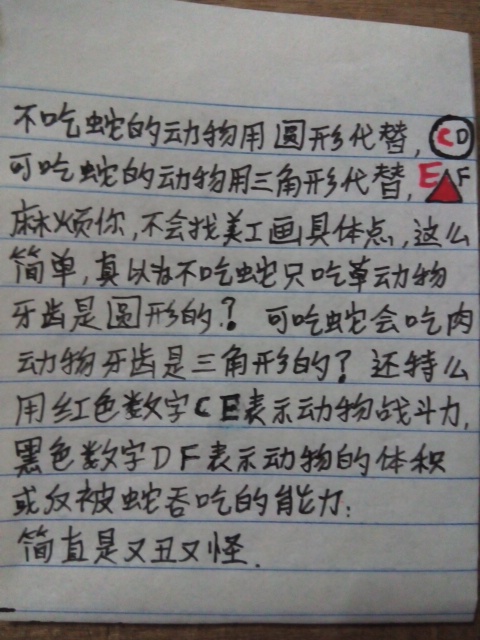 不吃蛇的动物用圆形代替,CD
可吃蛇的动物用三角形代替,EF
麻烦你,不会找美工画具体点,这么
简单,真以为不吃蛇只吃草动物
牙齿是圆形的? 可吃蛇会吃肉
动物牙齿是三角形的? 还特么
用红色数字CE表示动物战斗力,
黑色数字DF表示动物的体积
或反被蛇吞吃的能力:
简直是又丑又怪.